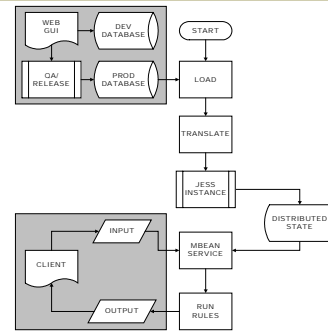 WEB
GUI
DEV
DATABASE
START
QA/
RELEASE
PROD
DATABASE
LOAD
TRANSLATE
JESS
INSTANCE
DISTRIBUTED
STATE
INPUT
MBEAN
SERVICE
CLIENT
OUTPUT
RUN
RULES